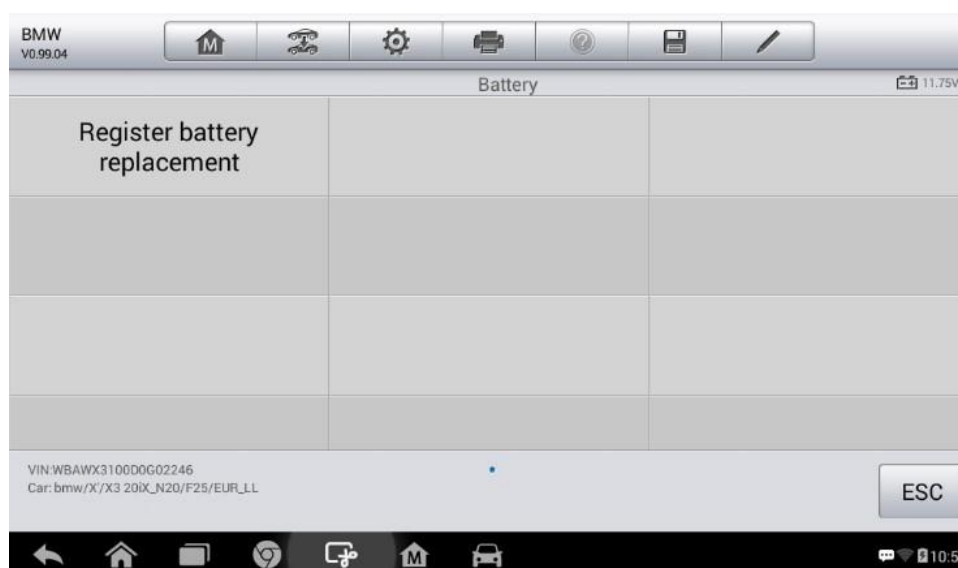 BMW
V0.99.04
M
Battery
11.75V
Register battery
replacement
VIN:WBAWX3100D0G02246
Car: bmw/X'/X3 20iX_N20/F25/EUR_LL
ESC
M
10:5